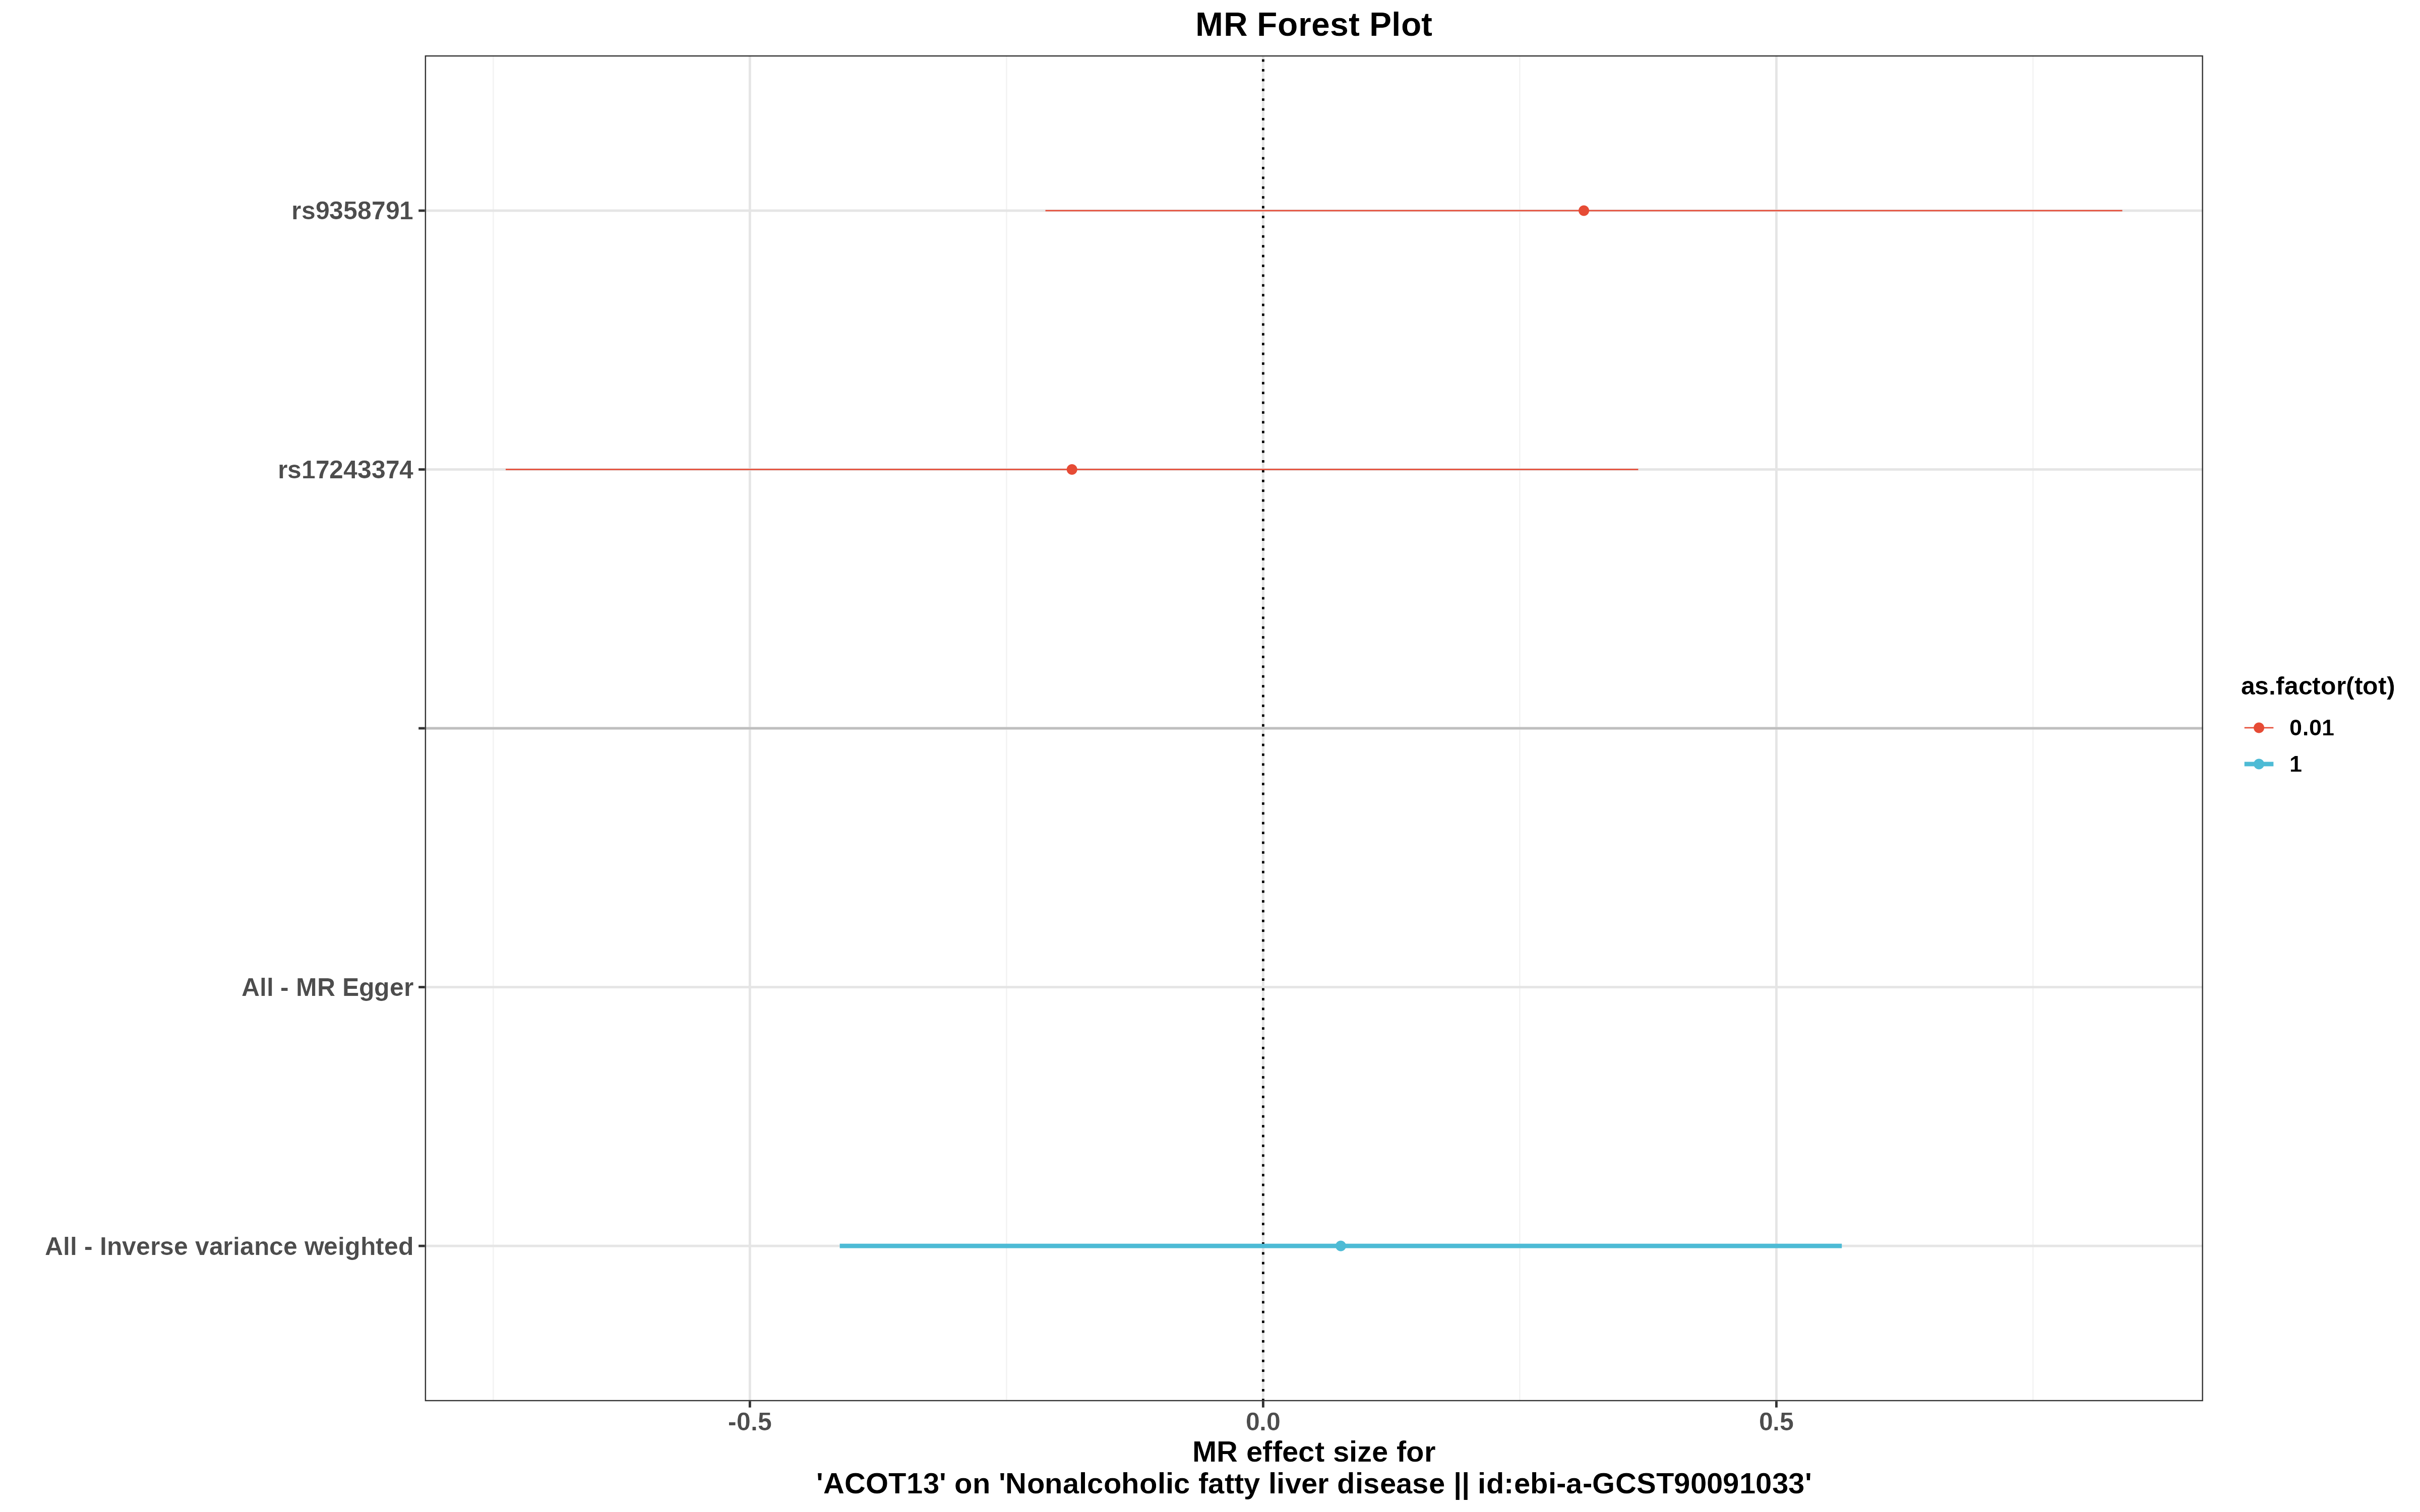 MR Forest Plot
rs9358791
rs17243374
All - MR Egger
All - Inverse variance weighted
-0.5
0.0
0.5
MR effect size for
'ACOT13' on 'Nonalcoholic fatty liver disease || id:ebi-a-GCST90091033'
as.factor(tot)
0.01
1